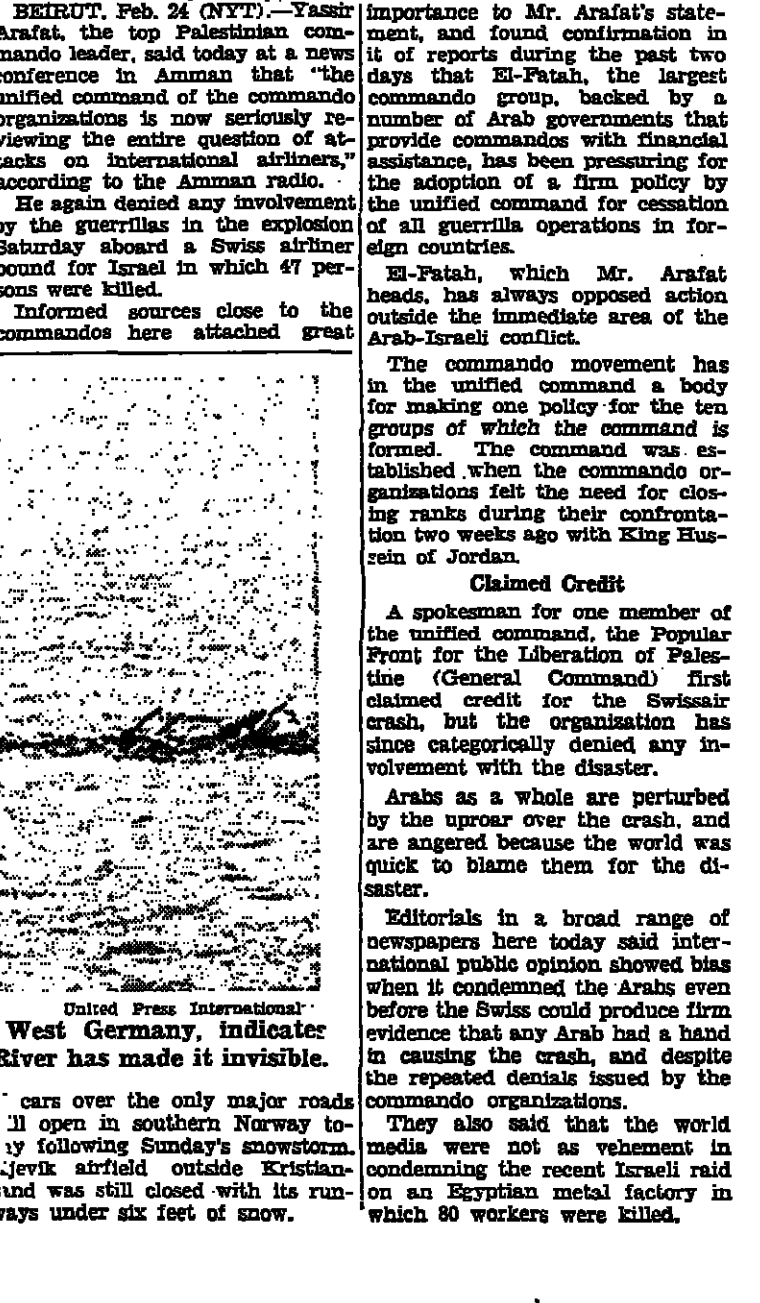 BEIRUT, Feb. 24 (NYT).—Yassir
Arafat, the top Palestinian com-
mando leader, said today at a news
conference in Amman that "the
unified command of the commando
organizations is now seriously re-
viewing the entire question of at-
tacks on international airliners,"
according to the Amman radio.
He again denied any involvement
by the guerrillas in the explosion
Saturday aboard a Swiss airliner
bound for Israel in which 47 per-
sons were killed.
Informed sources close to the
commandos here attached great
importance to Mr. Arafat's state-
ment, and found confirmation in
it of reports during the past two
days that El-Fatah, the largest
commando group, backed by a
number of Arab governments that
provide commandos with financial
assistance, has been pressuring for
the adoption of a firm policy by
the unified command for cessation
of all guerrilla operations in for-
eign countries.
El-Fatah, which Mr. Arafat
heads, has always opposed action
outside the immediate area of the
Arab-Israeli conflict.
The commando movement has
in the unified command a body
for making one policy for the ten
groups of which the command is
formed. The command was es-
tablished when the commando or-
ganizations felt the need for clos-
ing ranks during their confronta-
tion two weeks ago with King Hus-
sein of Jordan.
Claimed Credit
A spokesman for one member of
the unified command, the Popular
Front for the Liberation of Pales-
tine (General Command) first
claimed credit for the Swissair
crash, but the organization has
since categorically denied any in-
volvement with the disaster.
Arabs as a whole are perturbed
by the uproar over the crash, and
are angered because the world was
quick to blame them for the di-
saster.
Editorials in a broad range of
newspapers here today said inter-
national public opinion showed bias
when it condemned the Arabs even
before the Swiss could produce firm
evidence that any Arab had a hand
in causing the crash, and despite
the repeated denials issued by the
commando organizations.
They also said that the world
media were not as vehement in
condemning the recent Israeli raid
on an Egyptian metal factory in
which 80 workers were killed.
United Press International
West Germany, indicates
River has made it invisible.
cars over the only major roads
ll open in southern Norway to-
y following Sunday's snowstorm.
jevik airfield outside Kristian-
and was still closed with its run-
ways under six feet of snow.